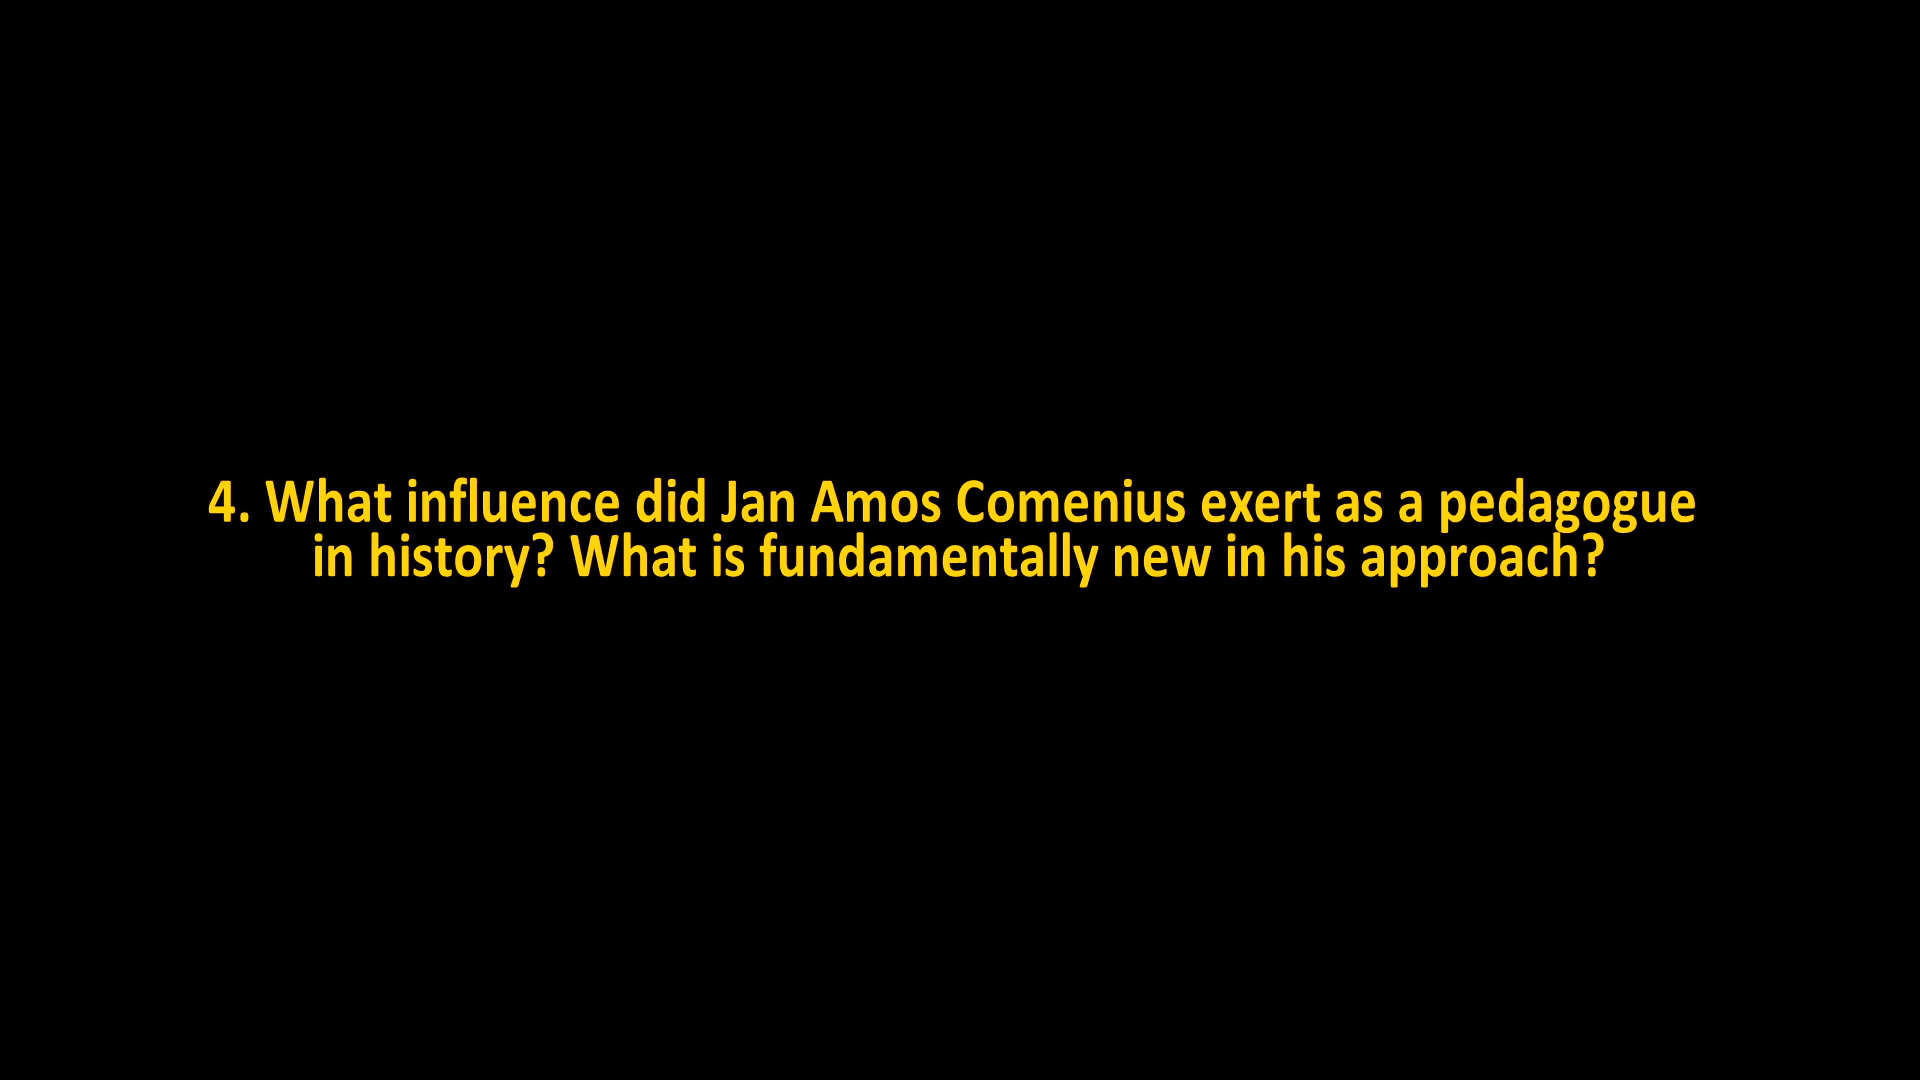 4. What influence did Jan Amos Comenius exert as a pedagogue
in history? What is fundamentally new in his approach?